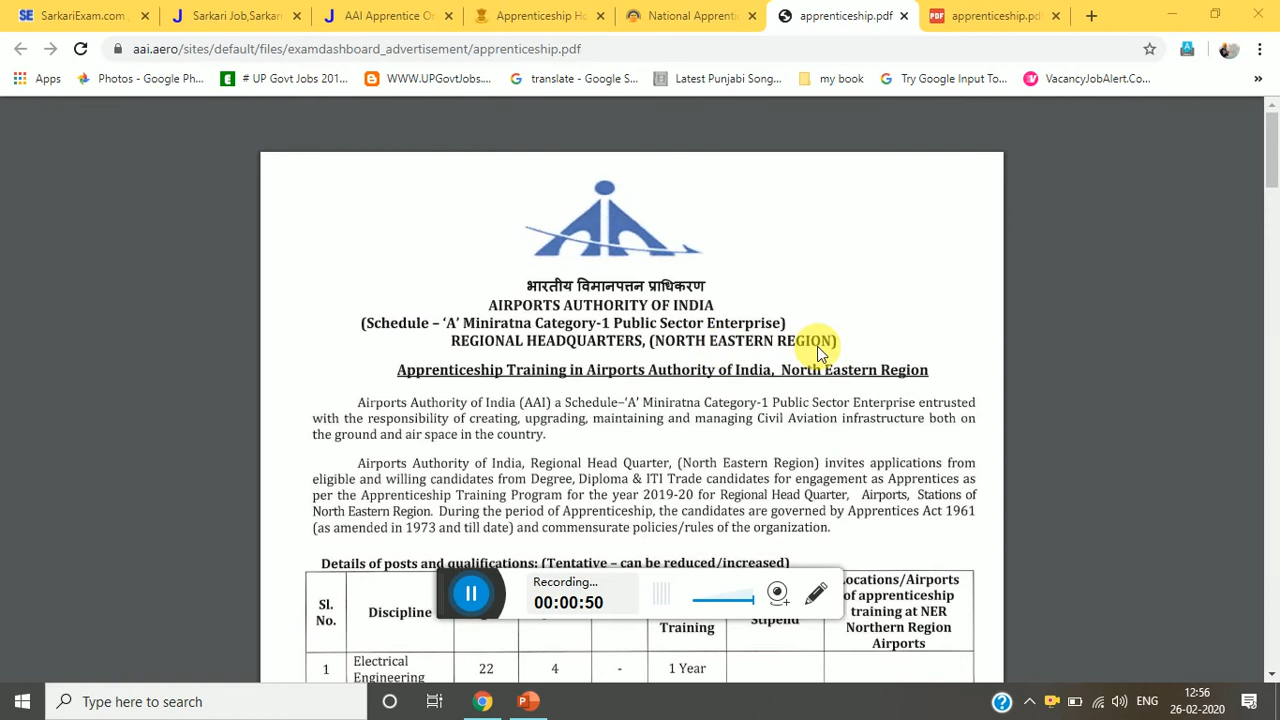 SarkariExam.com
Sarkari Job,Sarkari
AAI Apprentice O
Apprenticeship Ho
National Apprenti
apprenticeship.pdf
PDF
apprenticeship.pdf
aai.aero/sites/default/files/examdashboard_advertisement/apprenticeship.pdf
Apps
Photos - Google Ph...
# UP Govt Jobs 201...
WWW.UPGovtJobs....
translate - Google S...
Latest Punjabi Song...
my book
Try Google Input To...
VacancyJobAlert.Co...
भारतीय विमानपत्तन प्राधिकरण
AIRPORTS AUTHORITY OF INDIA
(Schedule – ‘A’ Miniratna Category-1 Public Sector Enterprise)
REGIONAL HEADQUARTERS, (NORTH EASTERN REGION)
Apprenticeship Training in Airports Authority of India, North Eastern Region
Airports Authority of India (AAI) a Schedule–‘A’ Miniratna Category-1 Public Sector Enterprise entrusted
with the responsibility of creating, upgrading, maintaining and managing Civil Aviation infrastructure both on
the ground and air space in the country.
Airports Authority of India, Regional Head Quarter, (North Eastern Region) invites applications from
eligible and willing candidates from Degree, Diploma & ITI Trade candidates for engagement as Apprentices as
per the Apprenticeship Training Program for the year 2019-20 for Regional Head Quarter, Airports, Stations of
North Eastern Region. During the period of Apprenticeship, the candidates are governed by Apprentices Act 1961
(as amended in 1973 and till date) and commensurate policies/rules of the organization.
Details of posts and qualifications: (Tentative – can be reduced/increased)
Sl.
No.
Discipline
Training
Stipend
Locations/Airports
of apprenticeship
training at NER
Northern Region
Airports
1
Electrical
Engineering
22
4
-
1 Year
Recording...
00:00:50
Type here to search
ENG
12:56
26-02-2020